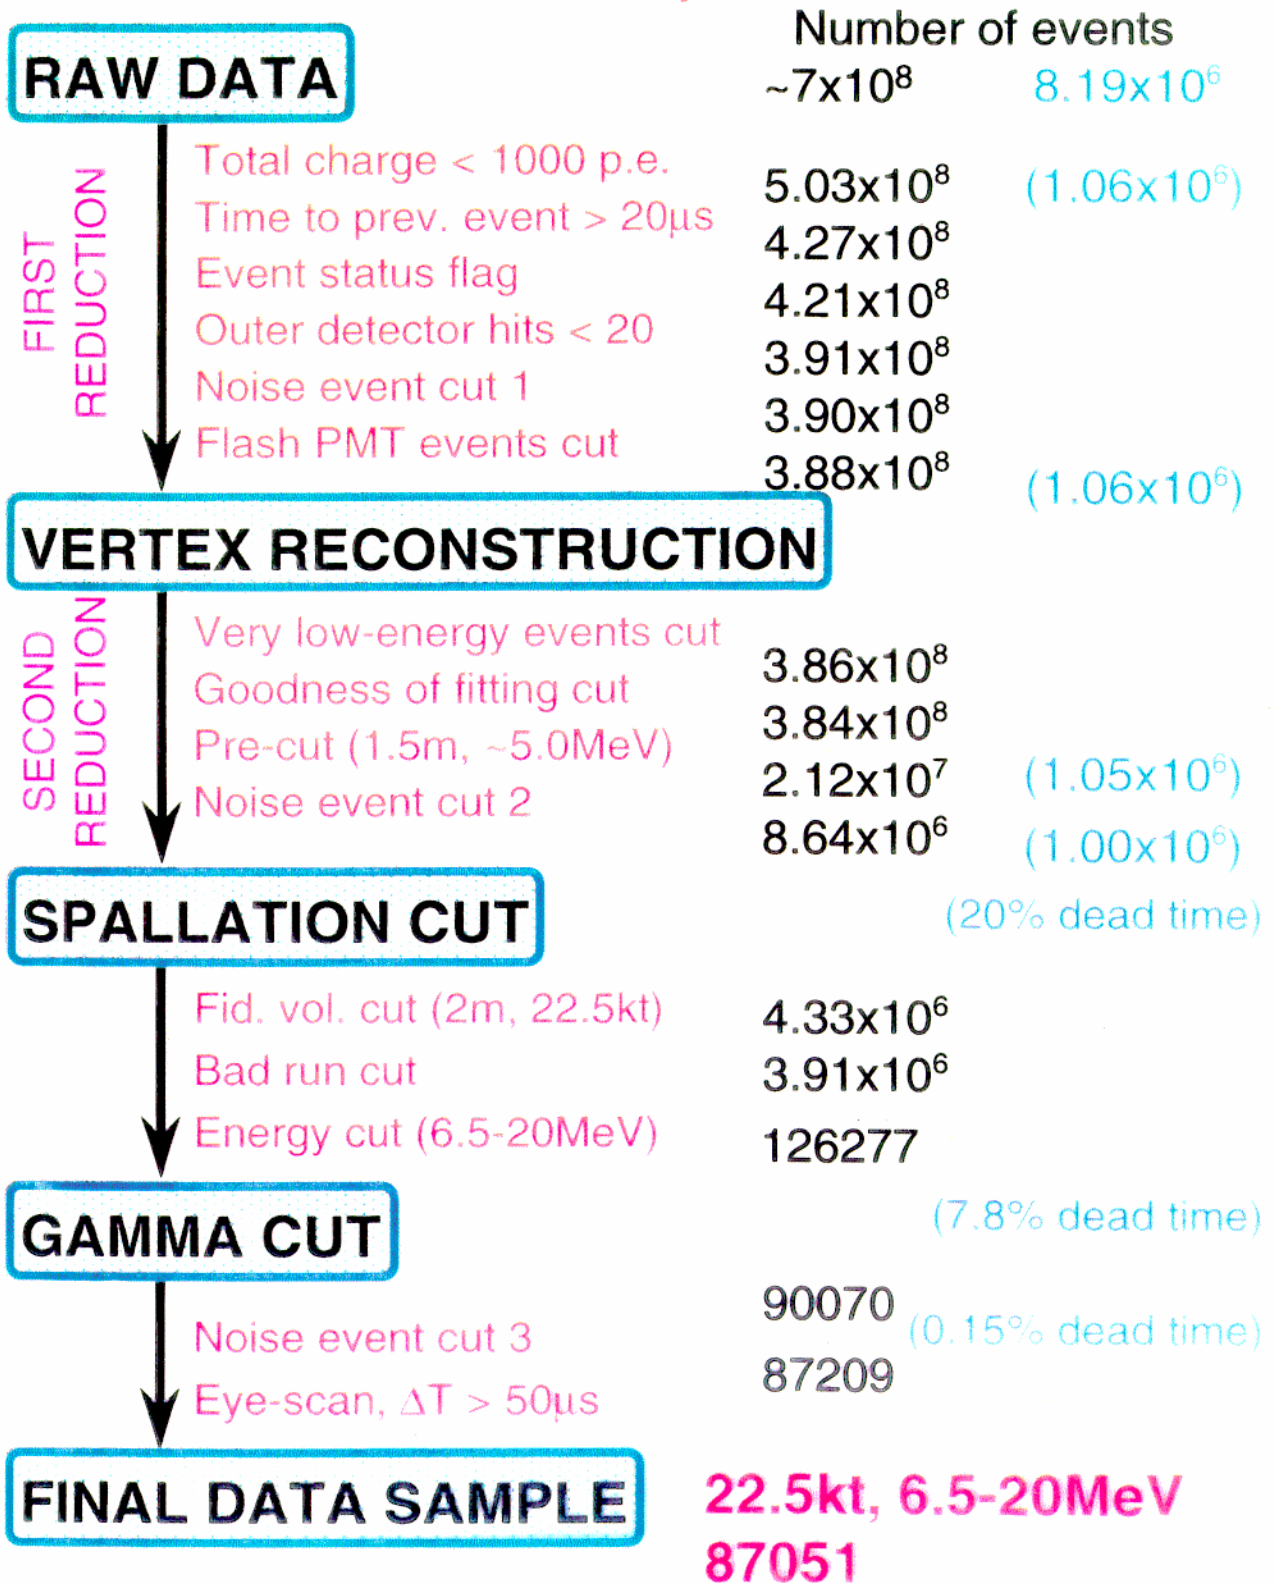 Number of events
RAW DATA
~7x10⁸ 8.19x10⁶
FIRST REDUCTION
Total charge < 1000 p.e.
5.03x10⁸ (1.06x10⁶)
Time to prev. event > 20µs
4.27x10⁸
Event status flag
4.21x10⁸
Outer detector hits < 20
3.91x10⁸
Noise event cut 1
3.90x10⁸
Flash PMT events cut
3.88x10⁸ (1.06x10⁶)
VERTEX RECONSTRUCTION
SECOND REDUCTION
Very low-energy events cut
3.86x10⁸
Goodness of fitting cut
3.84x10⁸
Pre-cut (1.5m, ~5.0MeV)
2.12x10⁷ (1.05x10⁶)
Noise event cut 2
8.64x10⁶ (1.00x10⁶)
SPALLATION CUT
(20% dead time)
Fid. vol. cut (2m, 22.5kt)
4.33x10⁶
Bad run cut
3.91x10⁶
Energy cut (6.5-20MeV)
126277
GAMMA CUT
(7.8% dead time)
90070
Noise event cut 3
(0.15% dead time)
87209
Eye-scan, ΔT > 50µs
FINAL DATA SAMPLE
22.5kt, 6.5-20MeV
87051